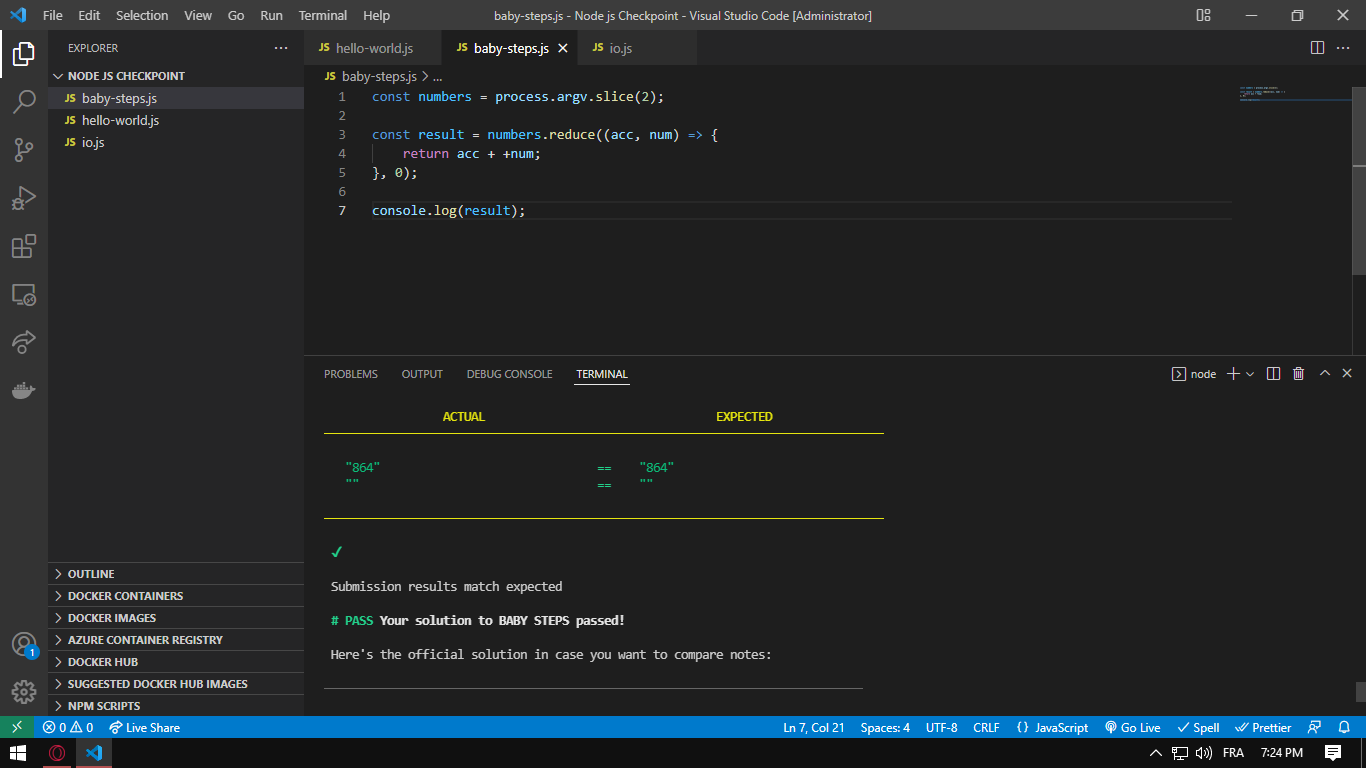 File Edit Selection View Go Run Terminal Help baby-steps.js - Node js Checkpoint - Visual Studio Code [Administrator]
EXPLORER
NODE JS CHECKPOINT
JS baby-steps.js
JS hello-world.js
JS io.js
OUTLINE
DOCKER CONTAINERS
DOCKER IMAGES
AZURE CONTAINER REGISTRY
DOCKER HUB
SUGGESTED DOCKER HUB IMAGES
NPM SCRIPTS
1
JS hello-world.js JS baby-steps.js JS io.js
JS baby-steps.js > ...
1 const numbers = process.argv.slice(2);
2
3 const result = numbers.reduce((acc, num) => {
4 return acc + +num;
5 }, 0);
6
7 console.log(result);
PROBLEMS OUTPUT DEBUG CONSOLE TERMINAL node
ACTUAL EXPECTED
"864" == "864"
"" == ""
✓
Submission results match expected
# PASS Your solution to BABY STEPS passed!
Here's the official solution in case you want to compare notes:
0 0 Live Share Ln 7, Col 21 Spaces: 4 UTF-8 CRLF {} JavaScript Go Live Spell Prettier
FRA 7:24 PM